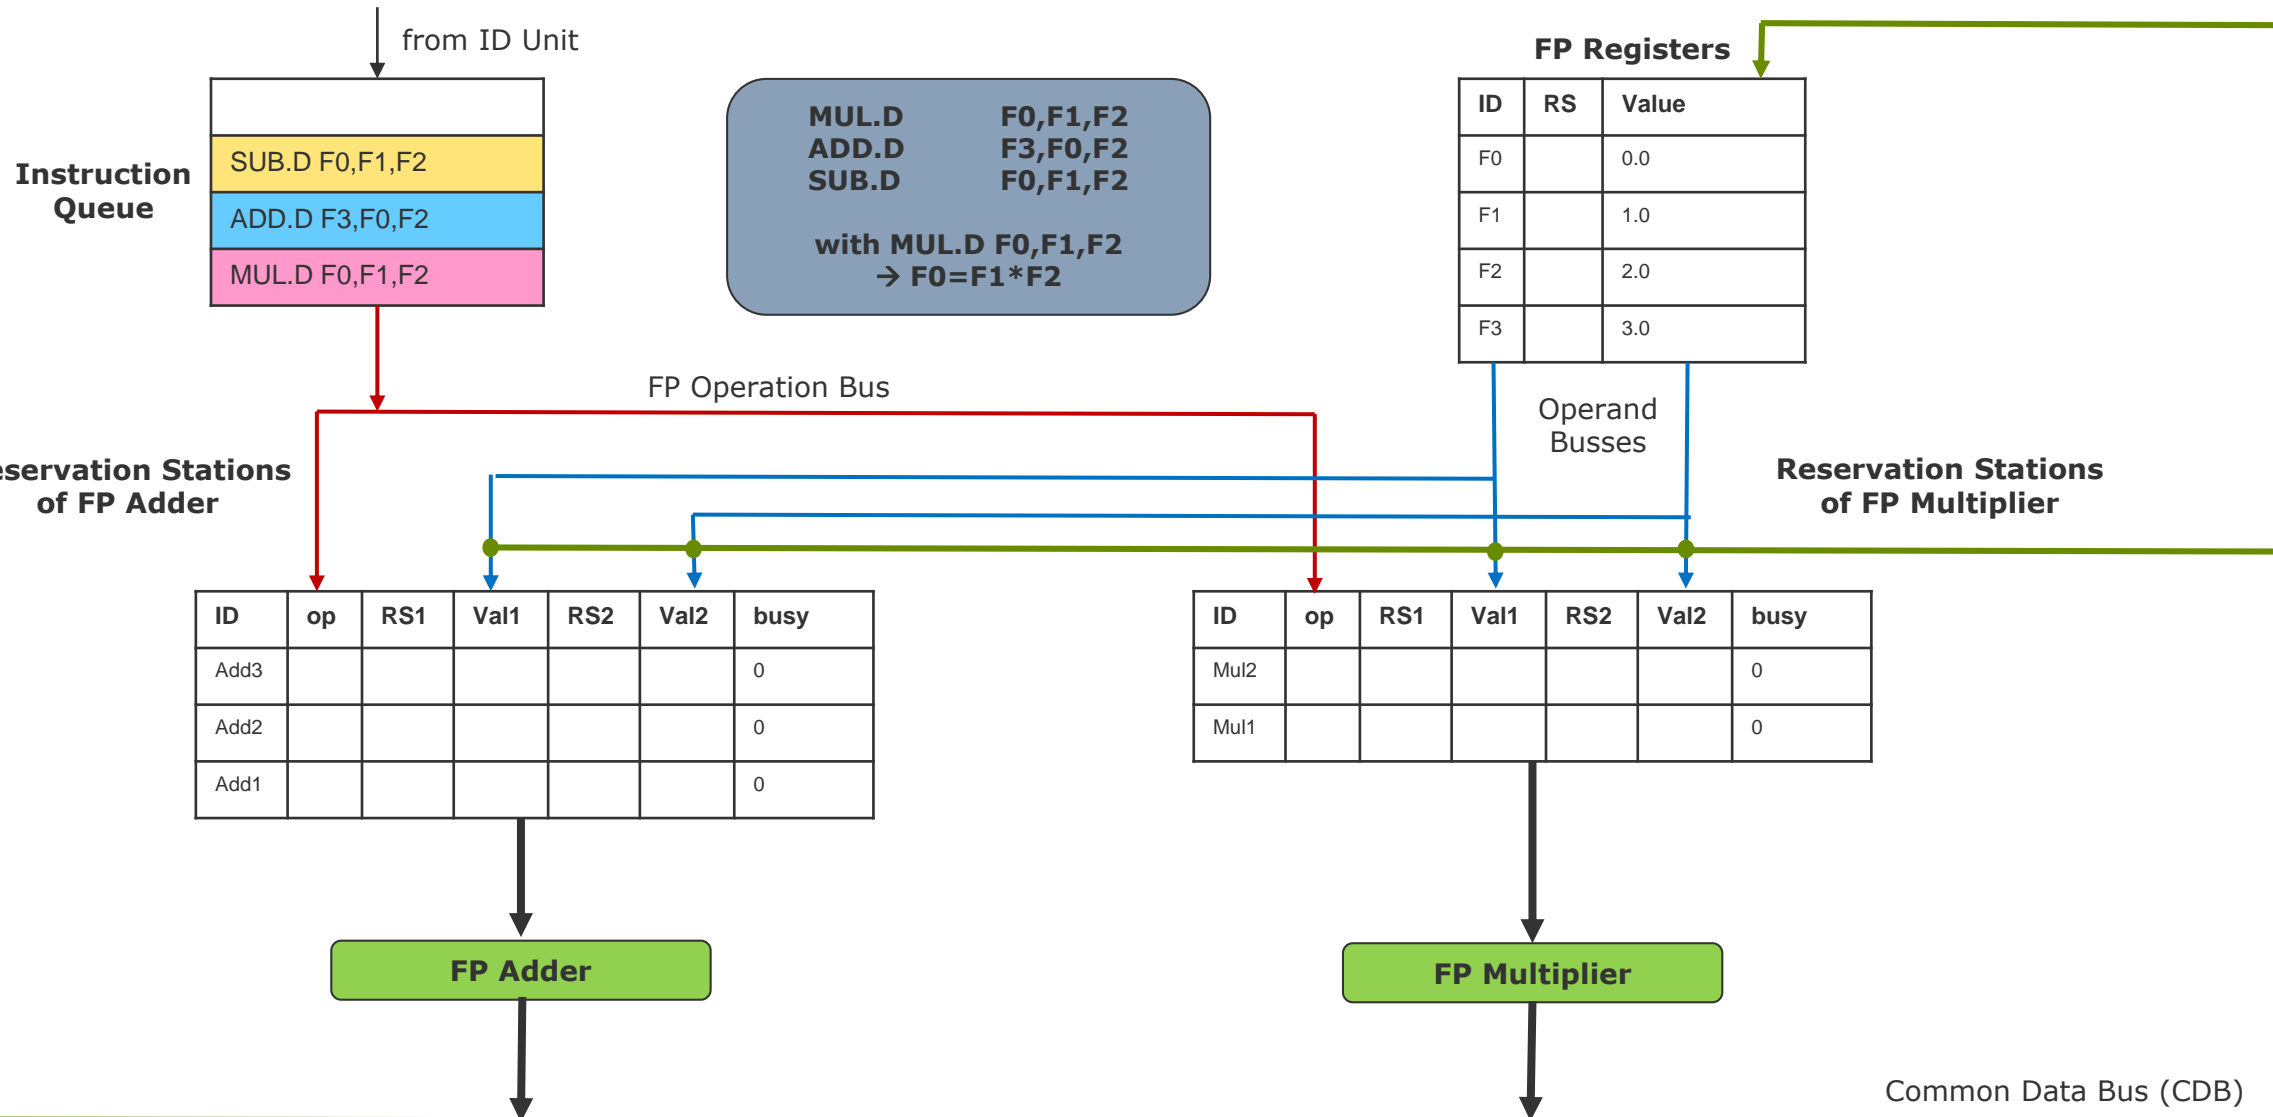 from ID Unit
Instruction
Queue
SUB.D F0,F1,F2
ADD.D F3,F0,F2
MUL.D F0,F1,F2
MUL.D F0,F1,F2
ADD.D F3,F0,F2
SUB.D F0,F1,F2
with MUL.D F0,F1,F2
→ F0=F1*F2
FP Registers
ID RS Value
F0 0.0
F1 1.0
F2 2.0
F3 3.0
FP Operation Bus
Operand
Busses
eservation Stations
of FP Adder
Reservation Stations
of FP Multiplier
ID op RS1 Val1 RS2 Val2 busy
Add3 0
Add2 0
Add1 0
ID op RS1 Val1 RS2 Val2 busy
Mul2 0
Mul1 0
FP Adder
FP Multiplier
Common Data Bus (CDB)